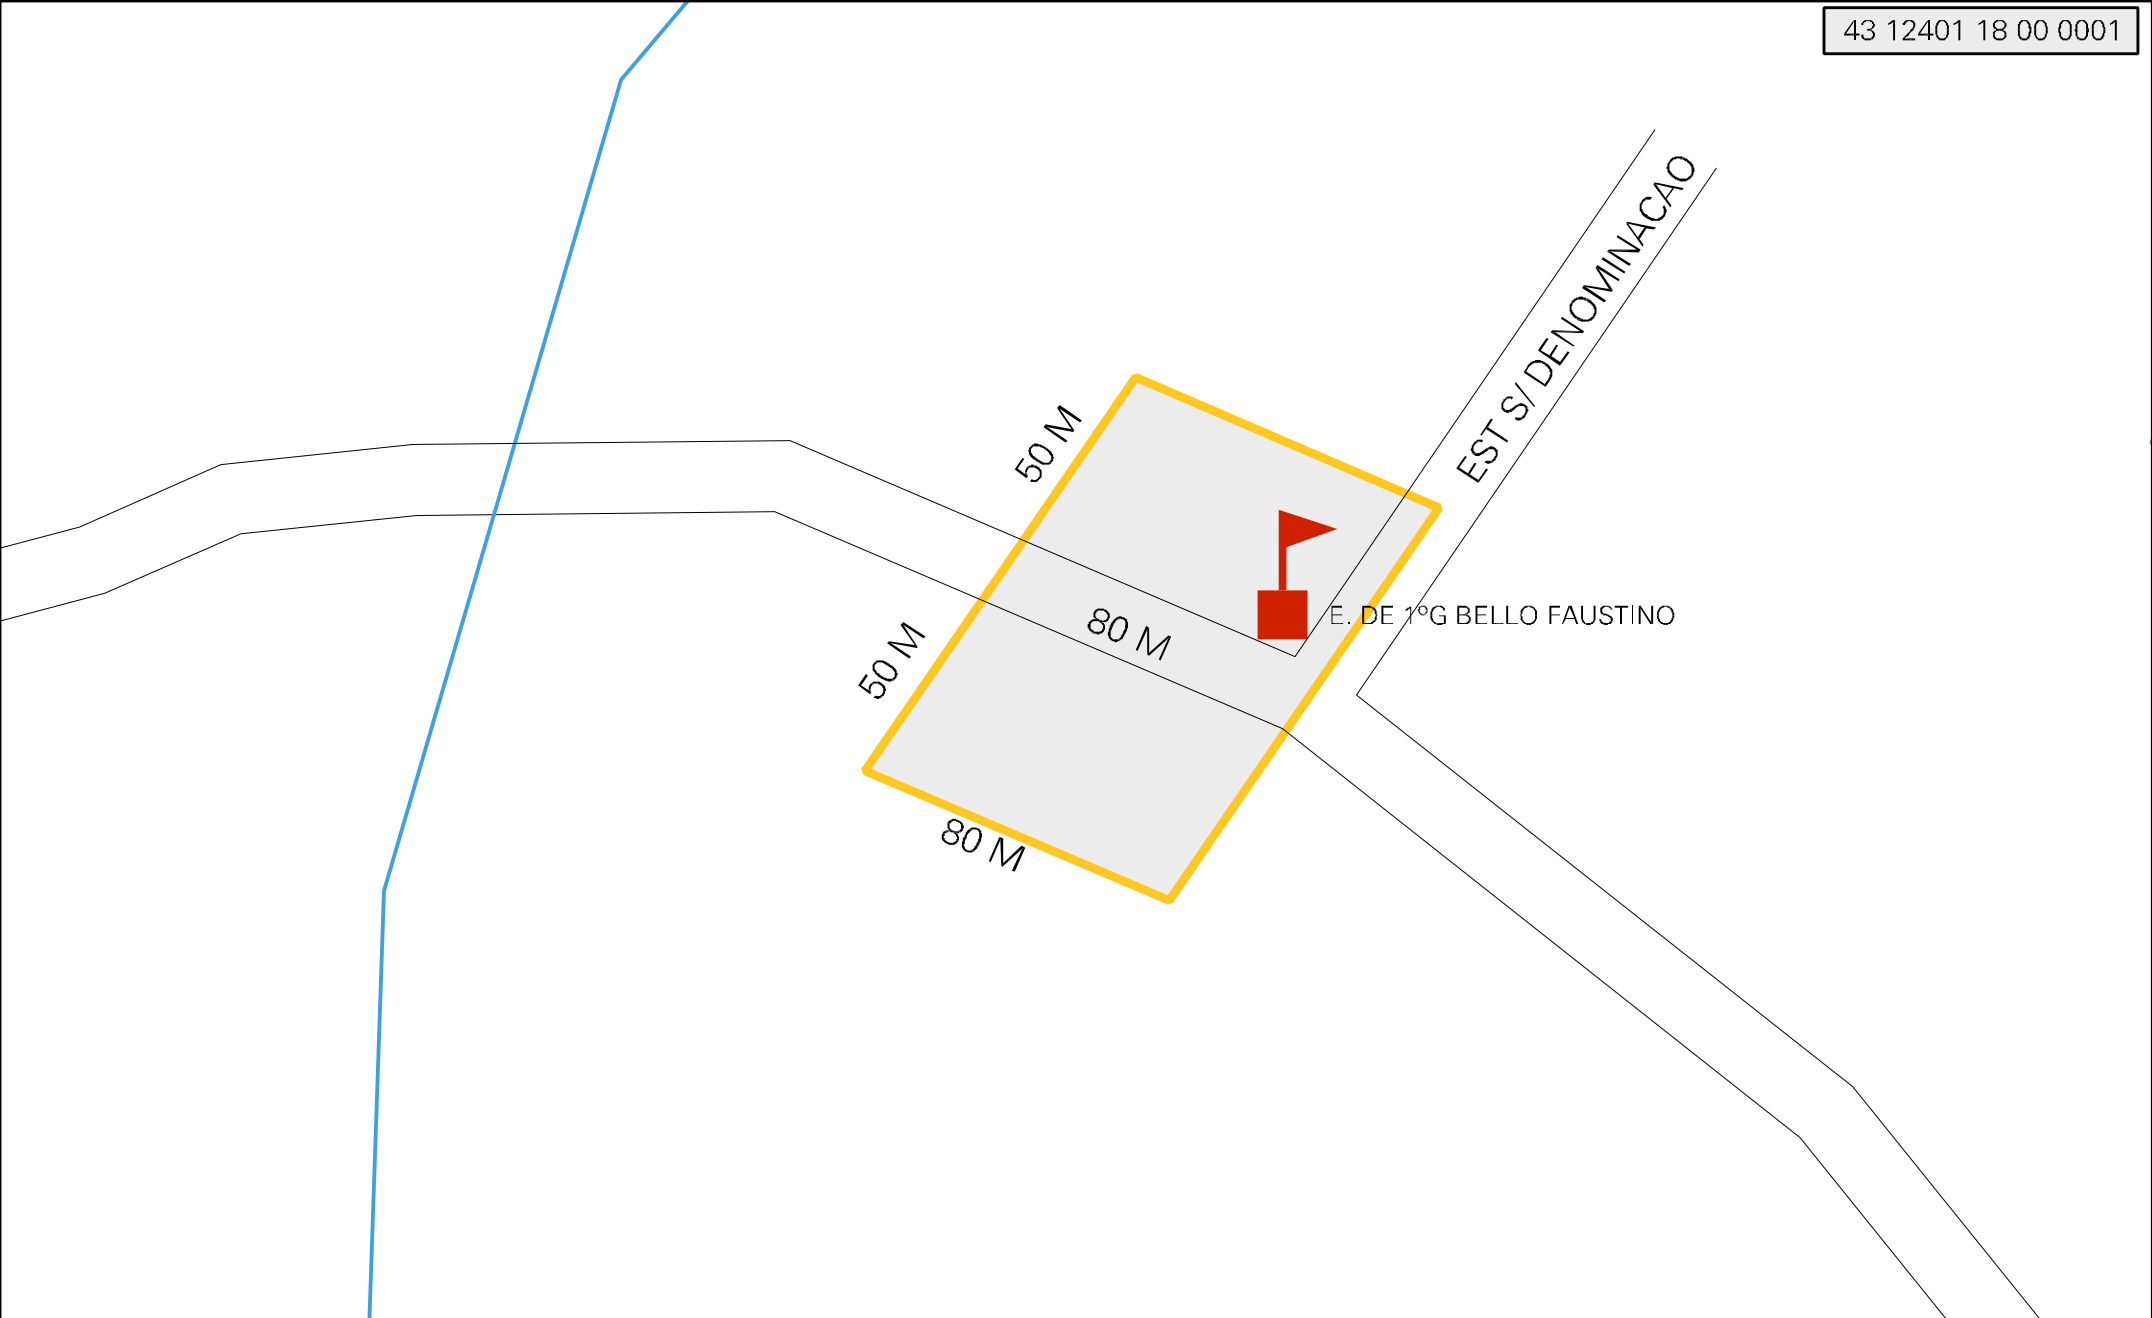 43 12401 18 00 0001
EST S/ DENOMINACAO
50 M
E. DE 1ºG BELLO FAUSTINO
80 M
50 M
80 M